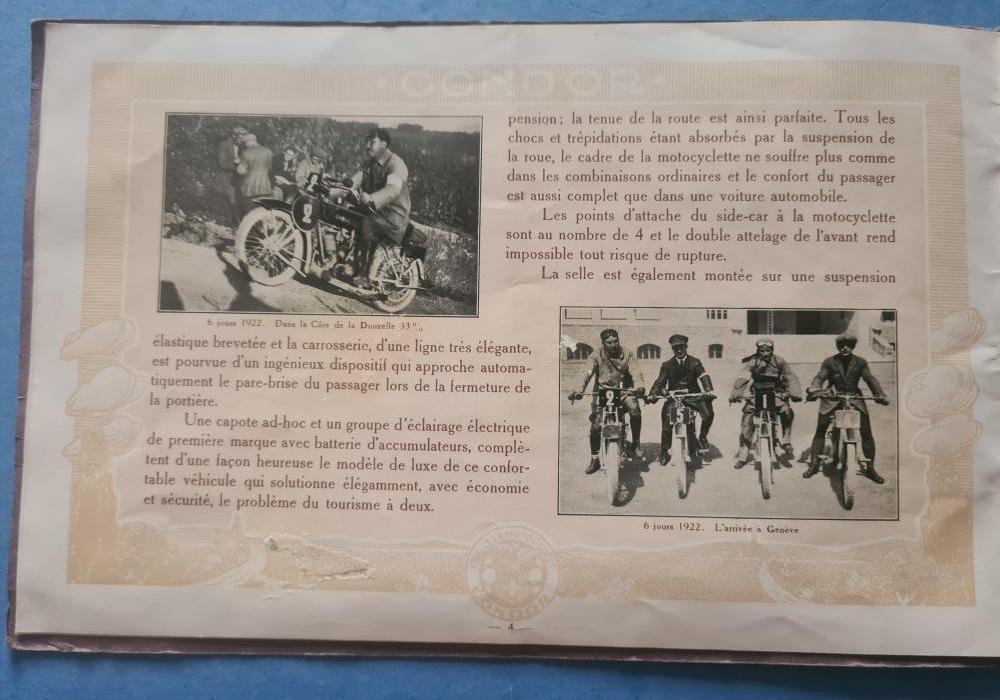 CONDOR
pension; la tenue de la route est ainsi parfaite. Tous les
chocs et trépidations étant absorbés par la suspension de
la roue, le cadre de la motocyclette ne souffre plus comme
dans les combinaisons ordinaires et le confort du passager
est aussi complet que dans une voiture automobile.
Les points d'attache du side-car à la motocyclette
sont au nombre de 4 et le double attelage de l'avant rend
impossible tout risque de rupture.
La selle est également montée sur une suspension
2
6 jours 1922. Dans la Côte de la Donzelle 33 %
élastique brevetée et la carrosserie, d'une ligne très élégante,
est pourvue d'un ingénieux dispositif qui approche automa-
tiquement le pare-brise du passager lors de la fermeture de
la portière.
Une capote ad-hoc et un groupe d'éclairage électrique
de première marque avec batterie d'accumulateurs, complè-
tent d'une façon heureuse le modèle de luxe de ce confor-
table véhicule qui solutionne élégamment, avec économie
et sécurité, le problème du tourisme à deux.
2
5
1
6 jours 1922. L'arrivée à Genève
CONDOR
— 4 —